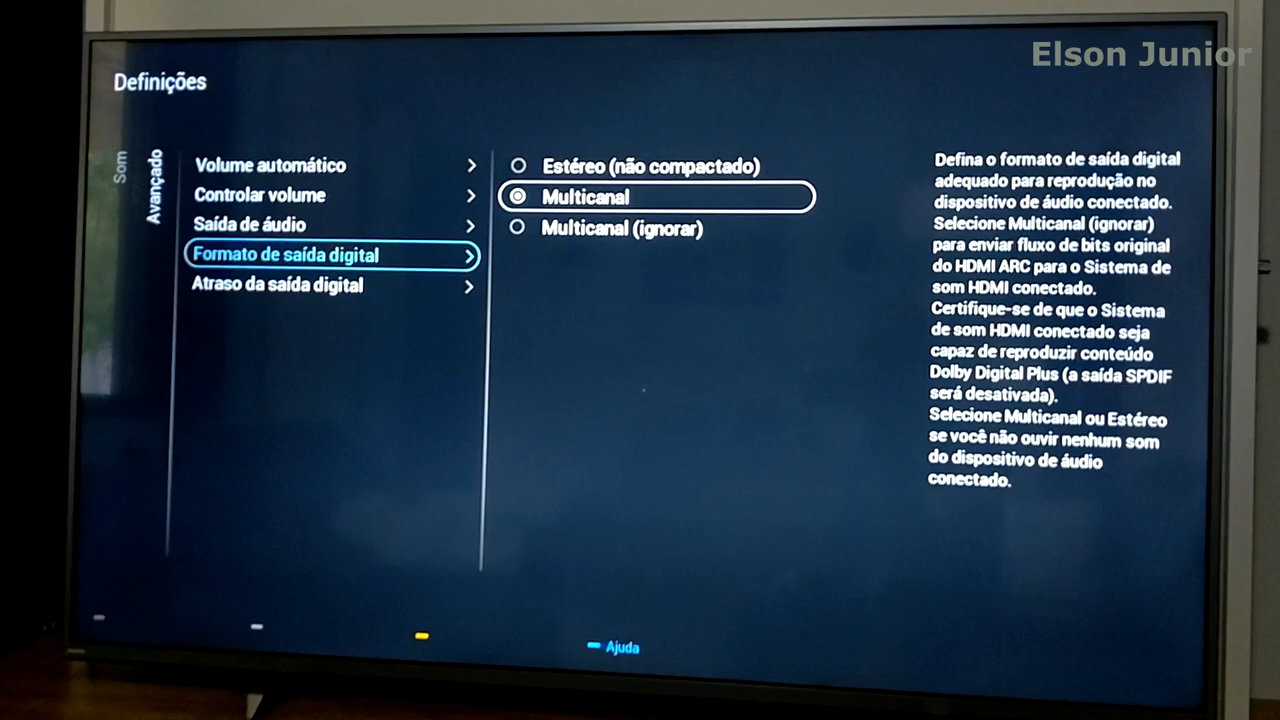 Elson Junior
Definições
Som
Avançado
Volume automático
Controlar volume
Saída de áudio
Formato de saída digital
Atraso da saída digital
Estéreo (não compactado)
Multicanal
Multicanal (ignorar)
Defina o formato de saída digital
adequado para reprodução no
dispositivo de áudio conectado.
Selecione Multicanal (ignorar)
para enviar fluxo de bits original
do HDMI ARC para o Sistema de
som HDMI conectado.
Certifique-se de que o Sistema
de som HDMI conectado seja
capaz de reproduzir conteúdo
Dolby Digital Plus (a saída SPDIF
será desativada).
Selecione Multicanal ou Estéreo
se você não ouvir nenhum som
do dispositivo de áudio
conectado.
Ajuda